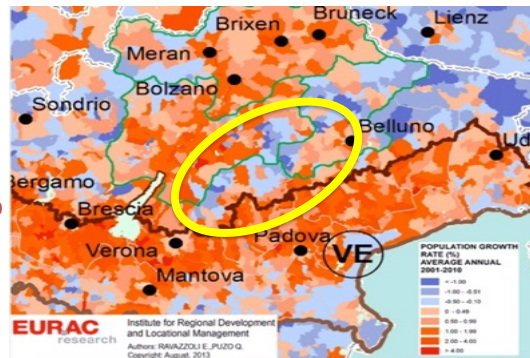 Bruneck
Brixen
Lienz
Meran
Bolzano
Sondrio
Belluno
Ud
Bergamo
Brescia
Verona
Padova
VE
Mantova
POPULATION GROWTH
RATE (%)
AVERAGE ANNUAL
2001-2010
< -1.00
-1.00 - -0.51
-0.50 - -0.10
0 - 0.49
0.50 - 0.99
1.00 - 1.99
2.00 - 4.00
> 4.00
EURAC
research
Institute for Regional Development
and Locational Management
Authors: RAVAZZOLI E.,PUZO Q.
Copyright: August, 2013